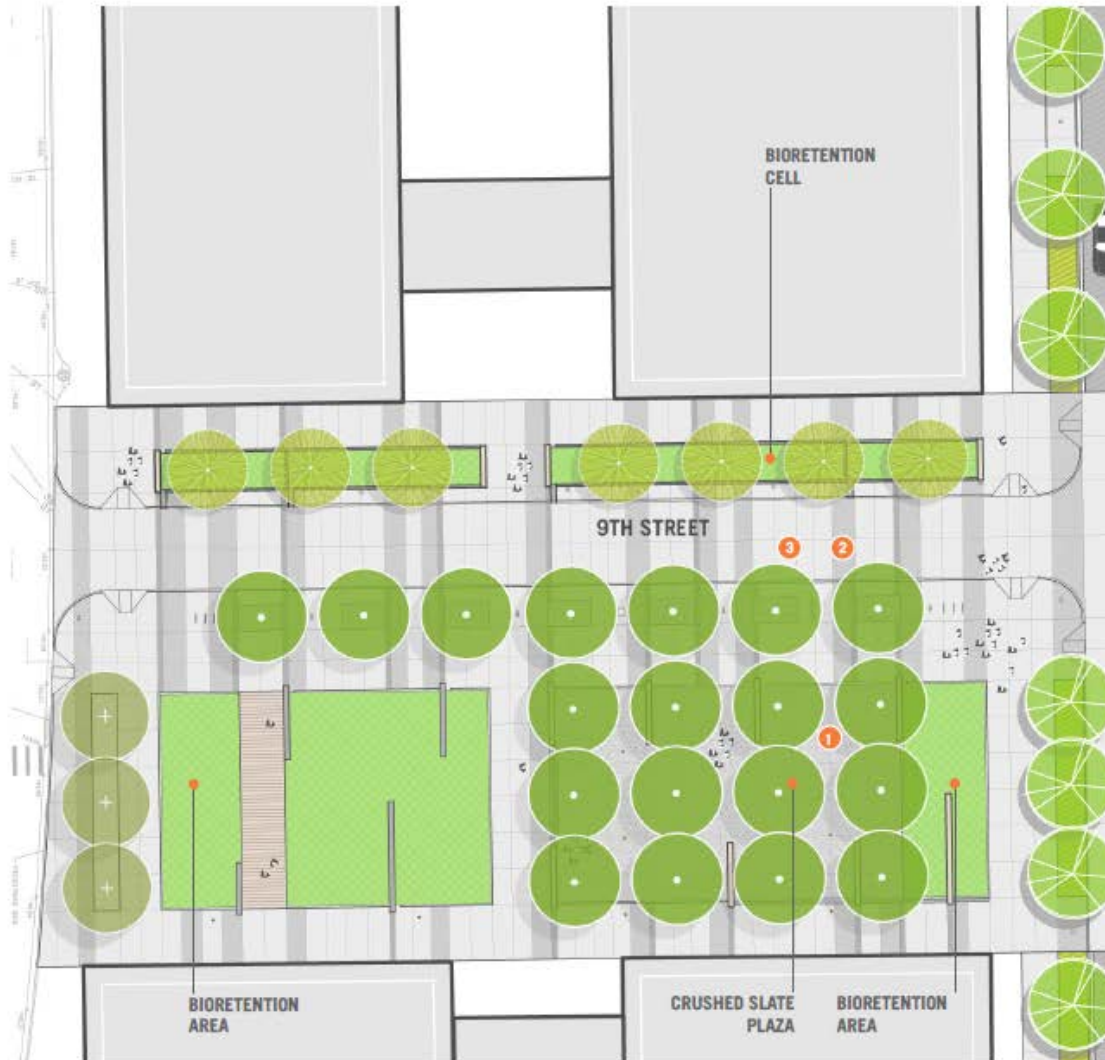 BIORETENTION
CELL
9TH STREET
3
2
1
BIORETENTION
AREA
CRUSHED SLATE
PLAZA
BIORETENTION
AREA